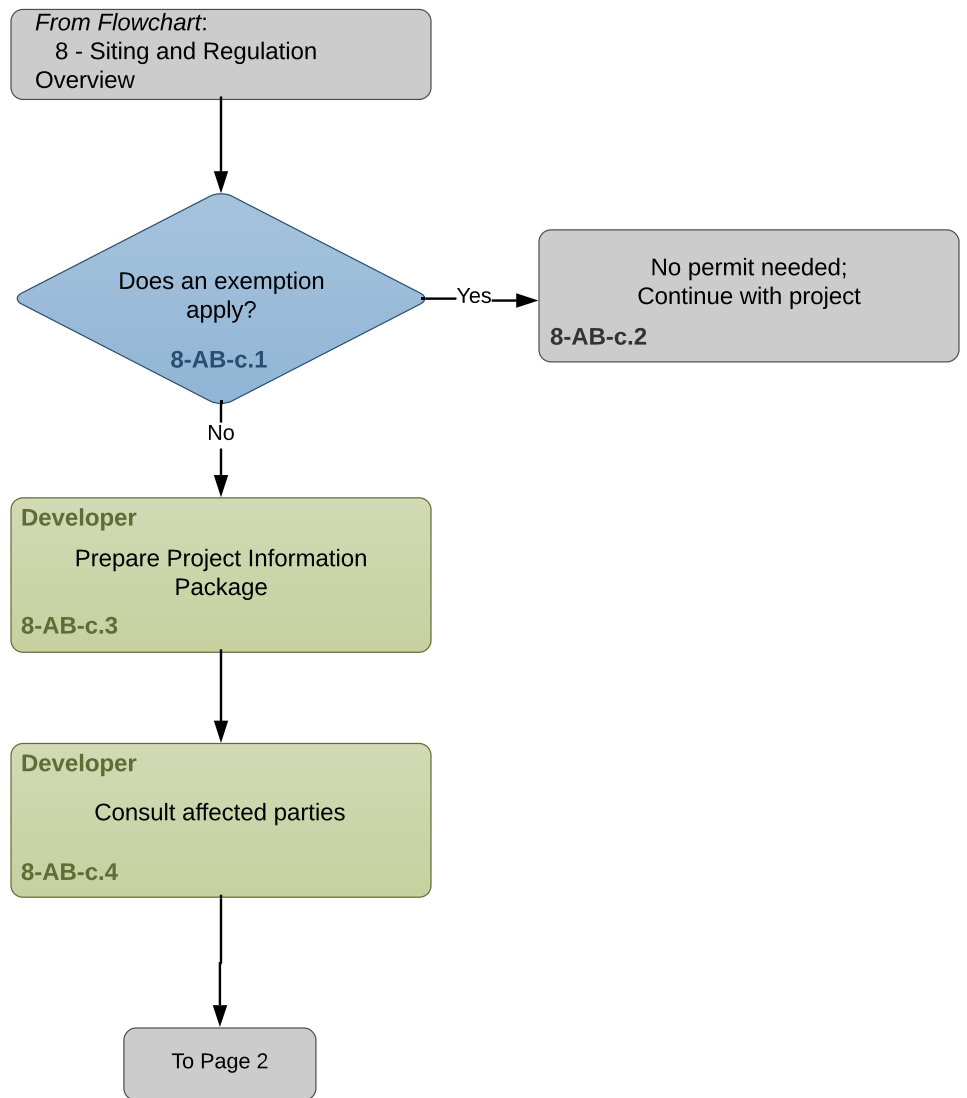 From Flowchart:
8 - Siting and Regulation
Overview
Does an exemption
apply?
8-AB-c.1
Yes
No permit needed;
Continue with project
8-AB-c.2
No
Developer
Prepare Project Information
Package
8-AB-c.3
Developer
Consult affected parties
8-AB-c.4
To Page 2